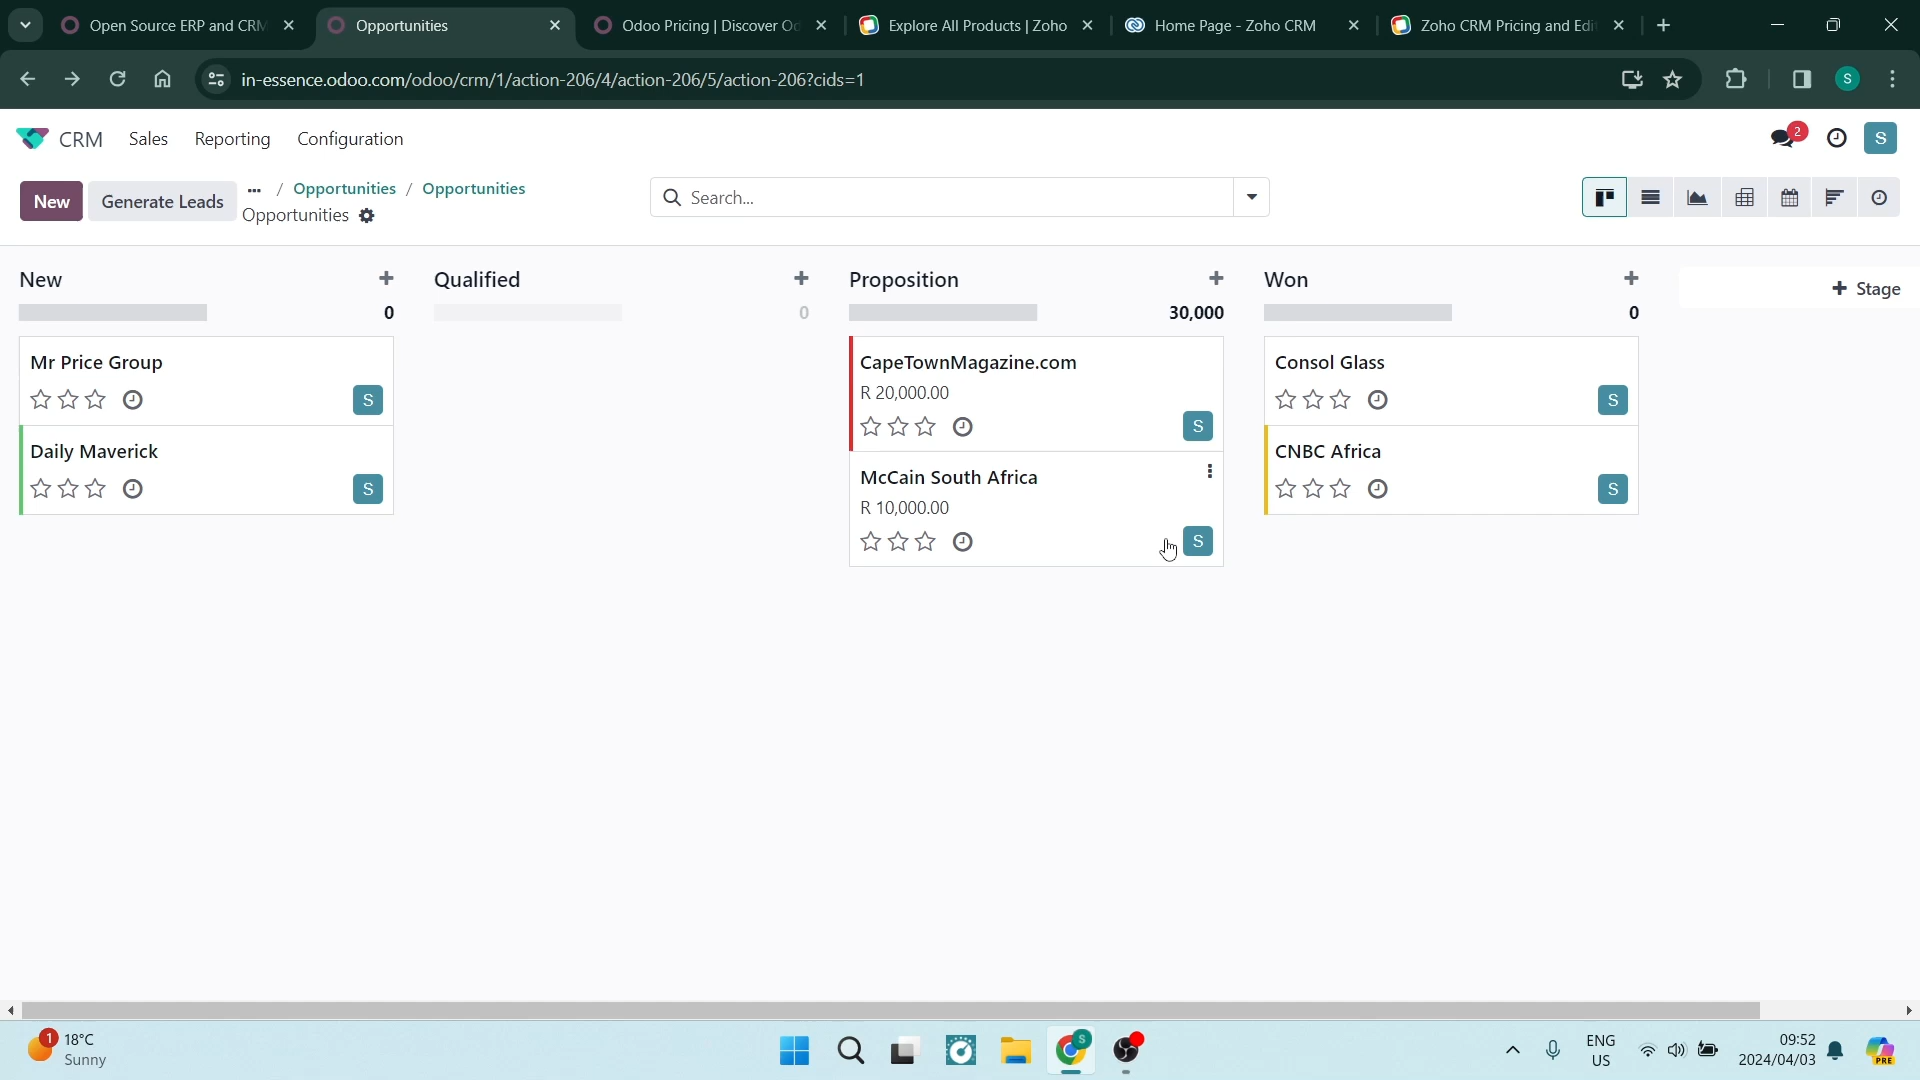 Open Source ERP and CRM
Opportunities
Odoo Pricing | Discover Oc
Explore All Products | Zoho
Home Page - Zoho CRM
Zoho CRM Pricing and Edi
in-essence.odoo.com/odoo/crm/1/action-206/4/action-206/5/action-206?cids=1
S
CRM Sales Reporting Configuration
2
S
New
Generate Leads
... / Opportunities / Opportunities
Opportunities
Search...
New
0
Qualified
0
Proposition
30,000
Won
0
Stage
Mr Price Group
S
Daily Maverick
S
CapeTownMagazine.com
R 20,000.00
S
McCain South Africa
R 10,000.00
S
Consol Glass
S
CNBC Africa
S
1
18°C
Sunny
S
ENG
US
09:52
2024/04/03
PRE